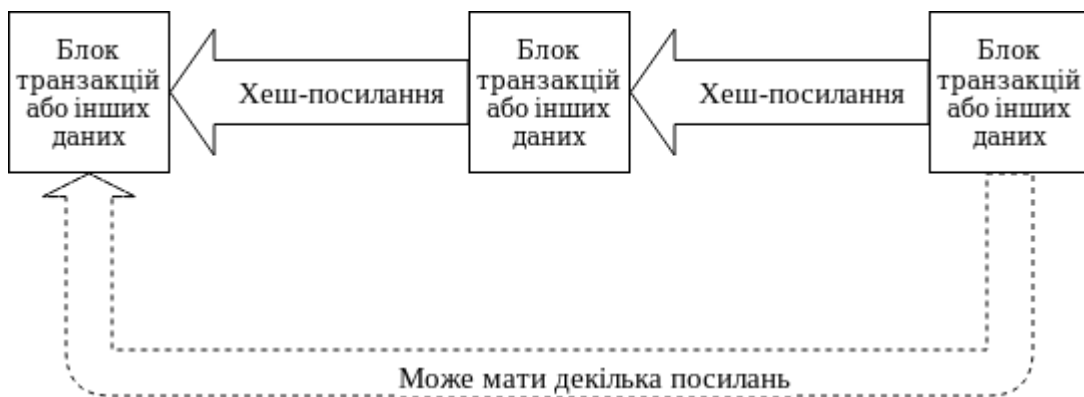 Блок
транзакцій
або інших
даних
Хеш-посилання
Блок
транзакцій
або інших
даних
Хеш-посилання
Блок
транзакцій
або інших
даних
Може мати декілька посилань